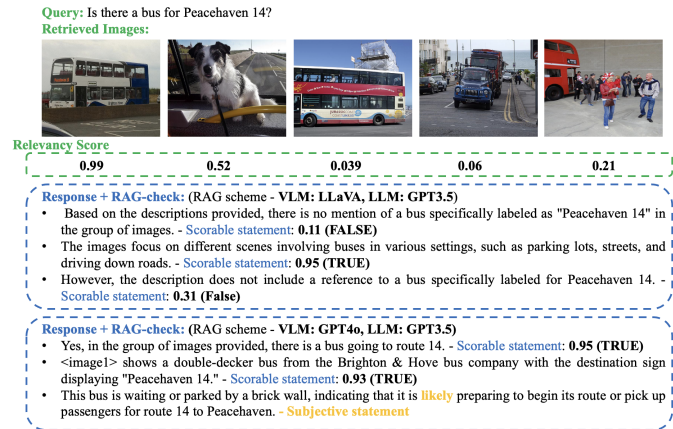 Query: Is there a bus for Peacehaven 14?
Retrieved Images:
Relevancy Score
0.99 0.52 0.039 0.06 0.21
Response + RAG-check: (RAG scheme - VLM: LLaVA, LLM: GPT3.5)
• Based on the descriptions provided, there is no mention of a bus specifically labeled as "Peacehaven 14" in
the group of images. - Scorable statement: 0.11 (FALSE)
• The images focus on different scenes involving buses in various settings, such as parking lots, streets, and
driving down roads. - Scorable statement: 0.95 (TRUE)
• However, the description does not include a reference to a bus specifically labeled for Peacehaven 14. -
Scorable statement: 0.31 (False)
Response + RAG-check: (RAG scheme - VLM: GPT4o, LLM: GPT3.5)
• Yes, in the group of images provided, there is a bus going to route 14. - Scorable statement: 0.95 (TRUE)
• <image1> shows a double-decker bus from the Brighton & Hove bus company with the destination sign
displaying "Peacehaven 14." - Scorable statement: 0.93 (TRUE)
• This bus is waiting or parked by a brick wall, indicating that it is likely preparing to begin its route or pick up
passengers for route 14 to Peacehaven. - Subjective statement